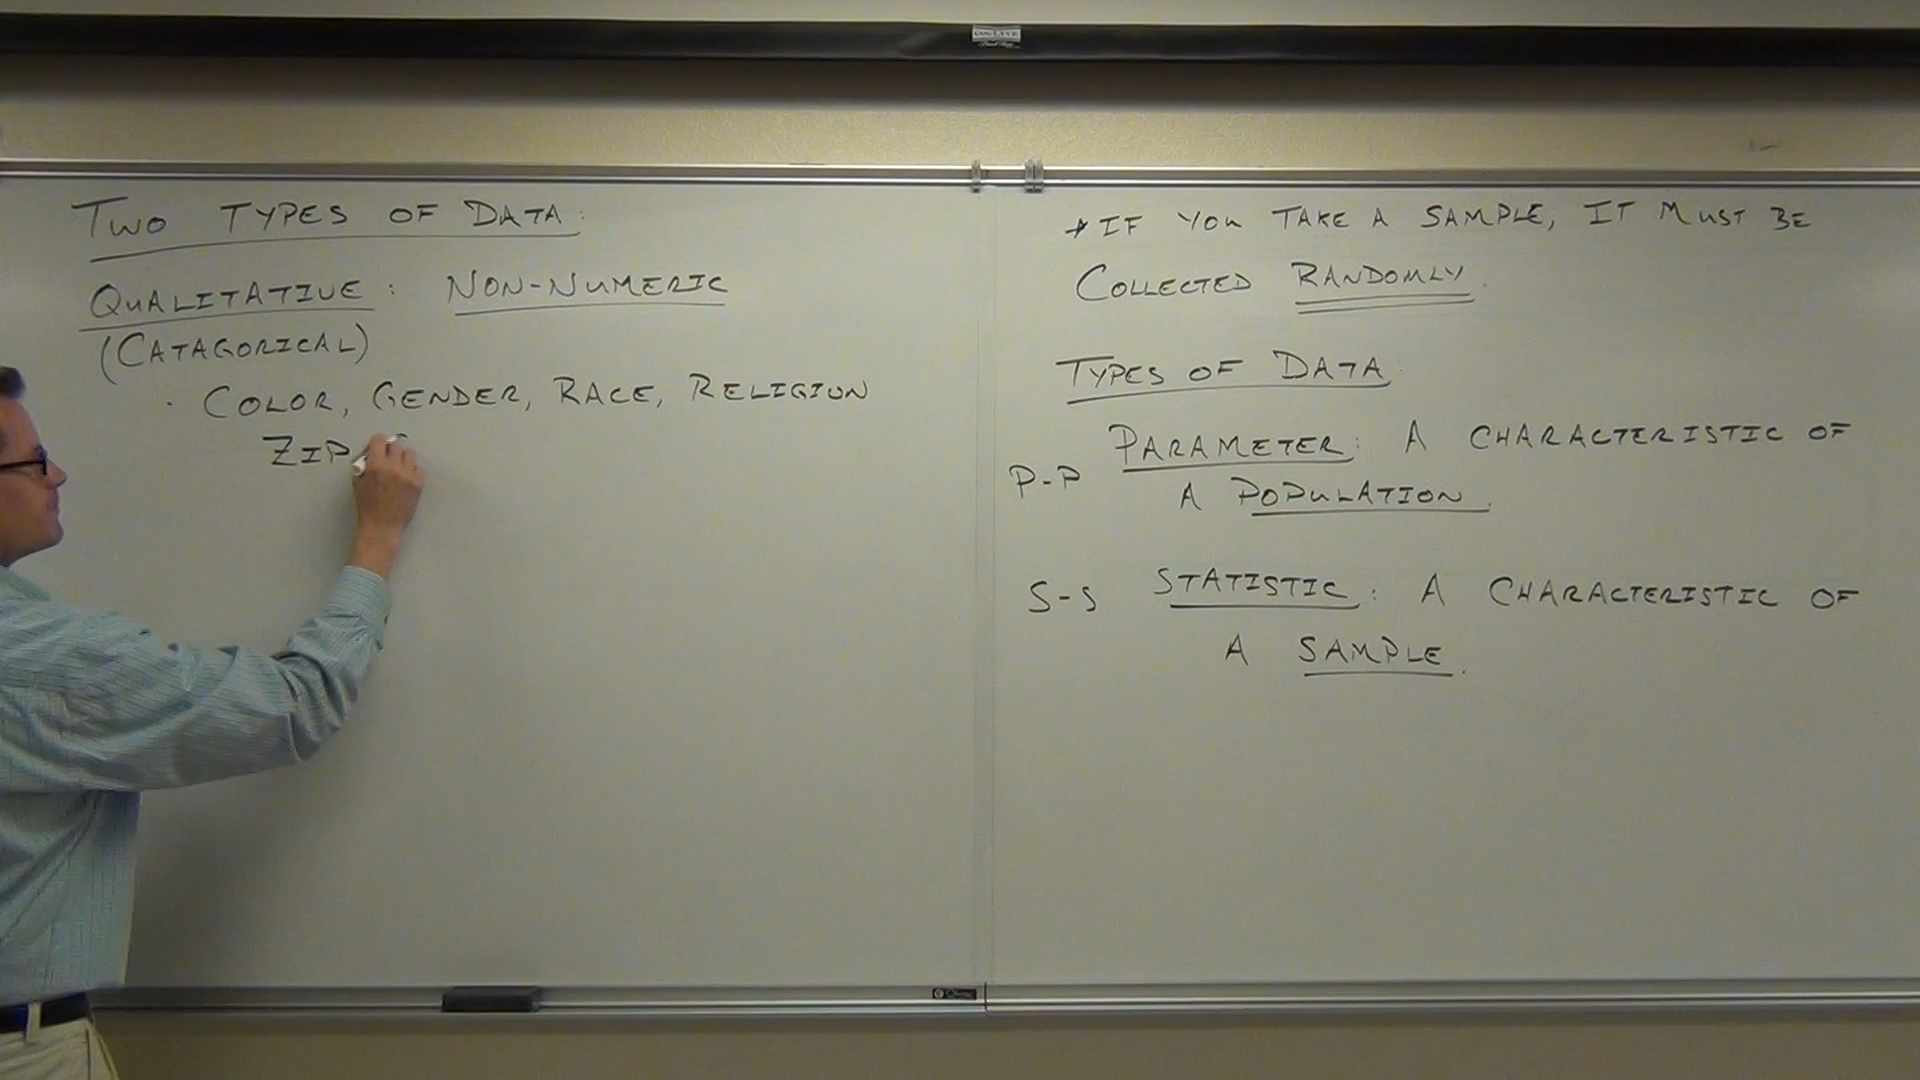 TWO TYPES OF DATA:
QUALITATIVE: NON-NUMERIC
(CATAGORICAL)
· COLOR, GENDER, RACE, RELIGION
ZIP
* IF YOU TAKE A SAMPLE, IT MUST BE
COLLECTED RANDOMLY.
TYPES OF DATA:
PARAMETER: A CHARACTERISTIC OF
P-P
A POPULATION.
S-S STATISTIC: A CHARACTERISTIC OF
A SAMPLE.